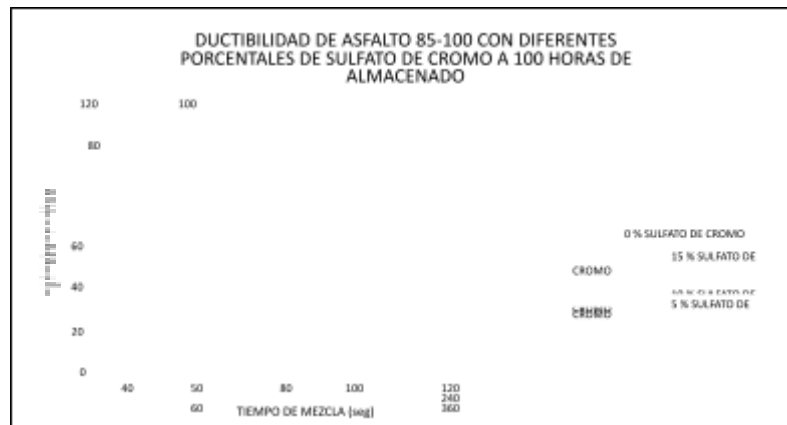 DUCTIBILIDAD DE ASFALTO 85-100 CON DIFERENTES
PORCENTALES DE SULFATO DE CROMO A 100 HORAS DE
ALMACENADO
120 100
80
0 % SULFATO DE CROMO
60
15 % SULFATO DE
CROMO
40
5 % SULFATO DE
20
0
40 50 80 100 120
240
60 TIEMPO DE MEZCLA (seg) 360